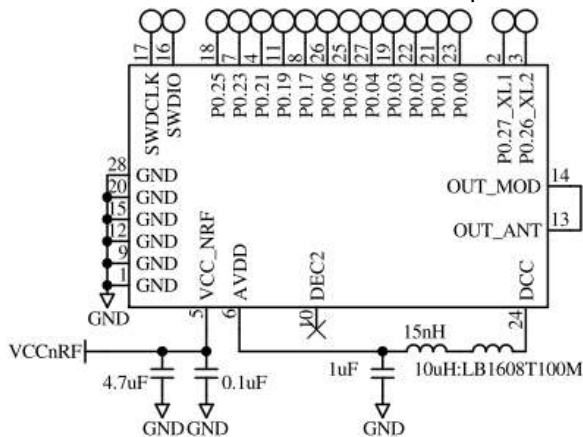 17 16 18 7 4 11 8 26 25 27 19 22 21 23 2 3
SWDCLK SWDIO P0.25 P0.23 P0.21 P0.19 P0.17 P0.06 P0.05 P0.04 P0.03 P0.02 P0.01 P0.00 P0.27_XL1 P0.26_XL2
28 GND
20 GND
15 GND
12 GND
9 GND
1 GND
OUT_MOD 14
OUT_ANT 13
VCC_NRF AVDD DEC2 DCC
GND
5 6 10 24
VCCnRF
15nH
4.7uF 0.1uF 1uF 10uH:LB1608T100M
GND GND GND